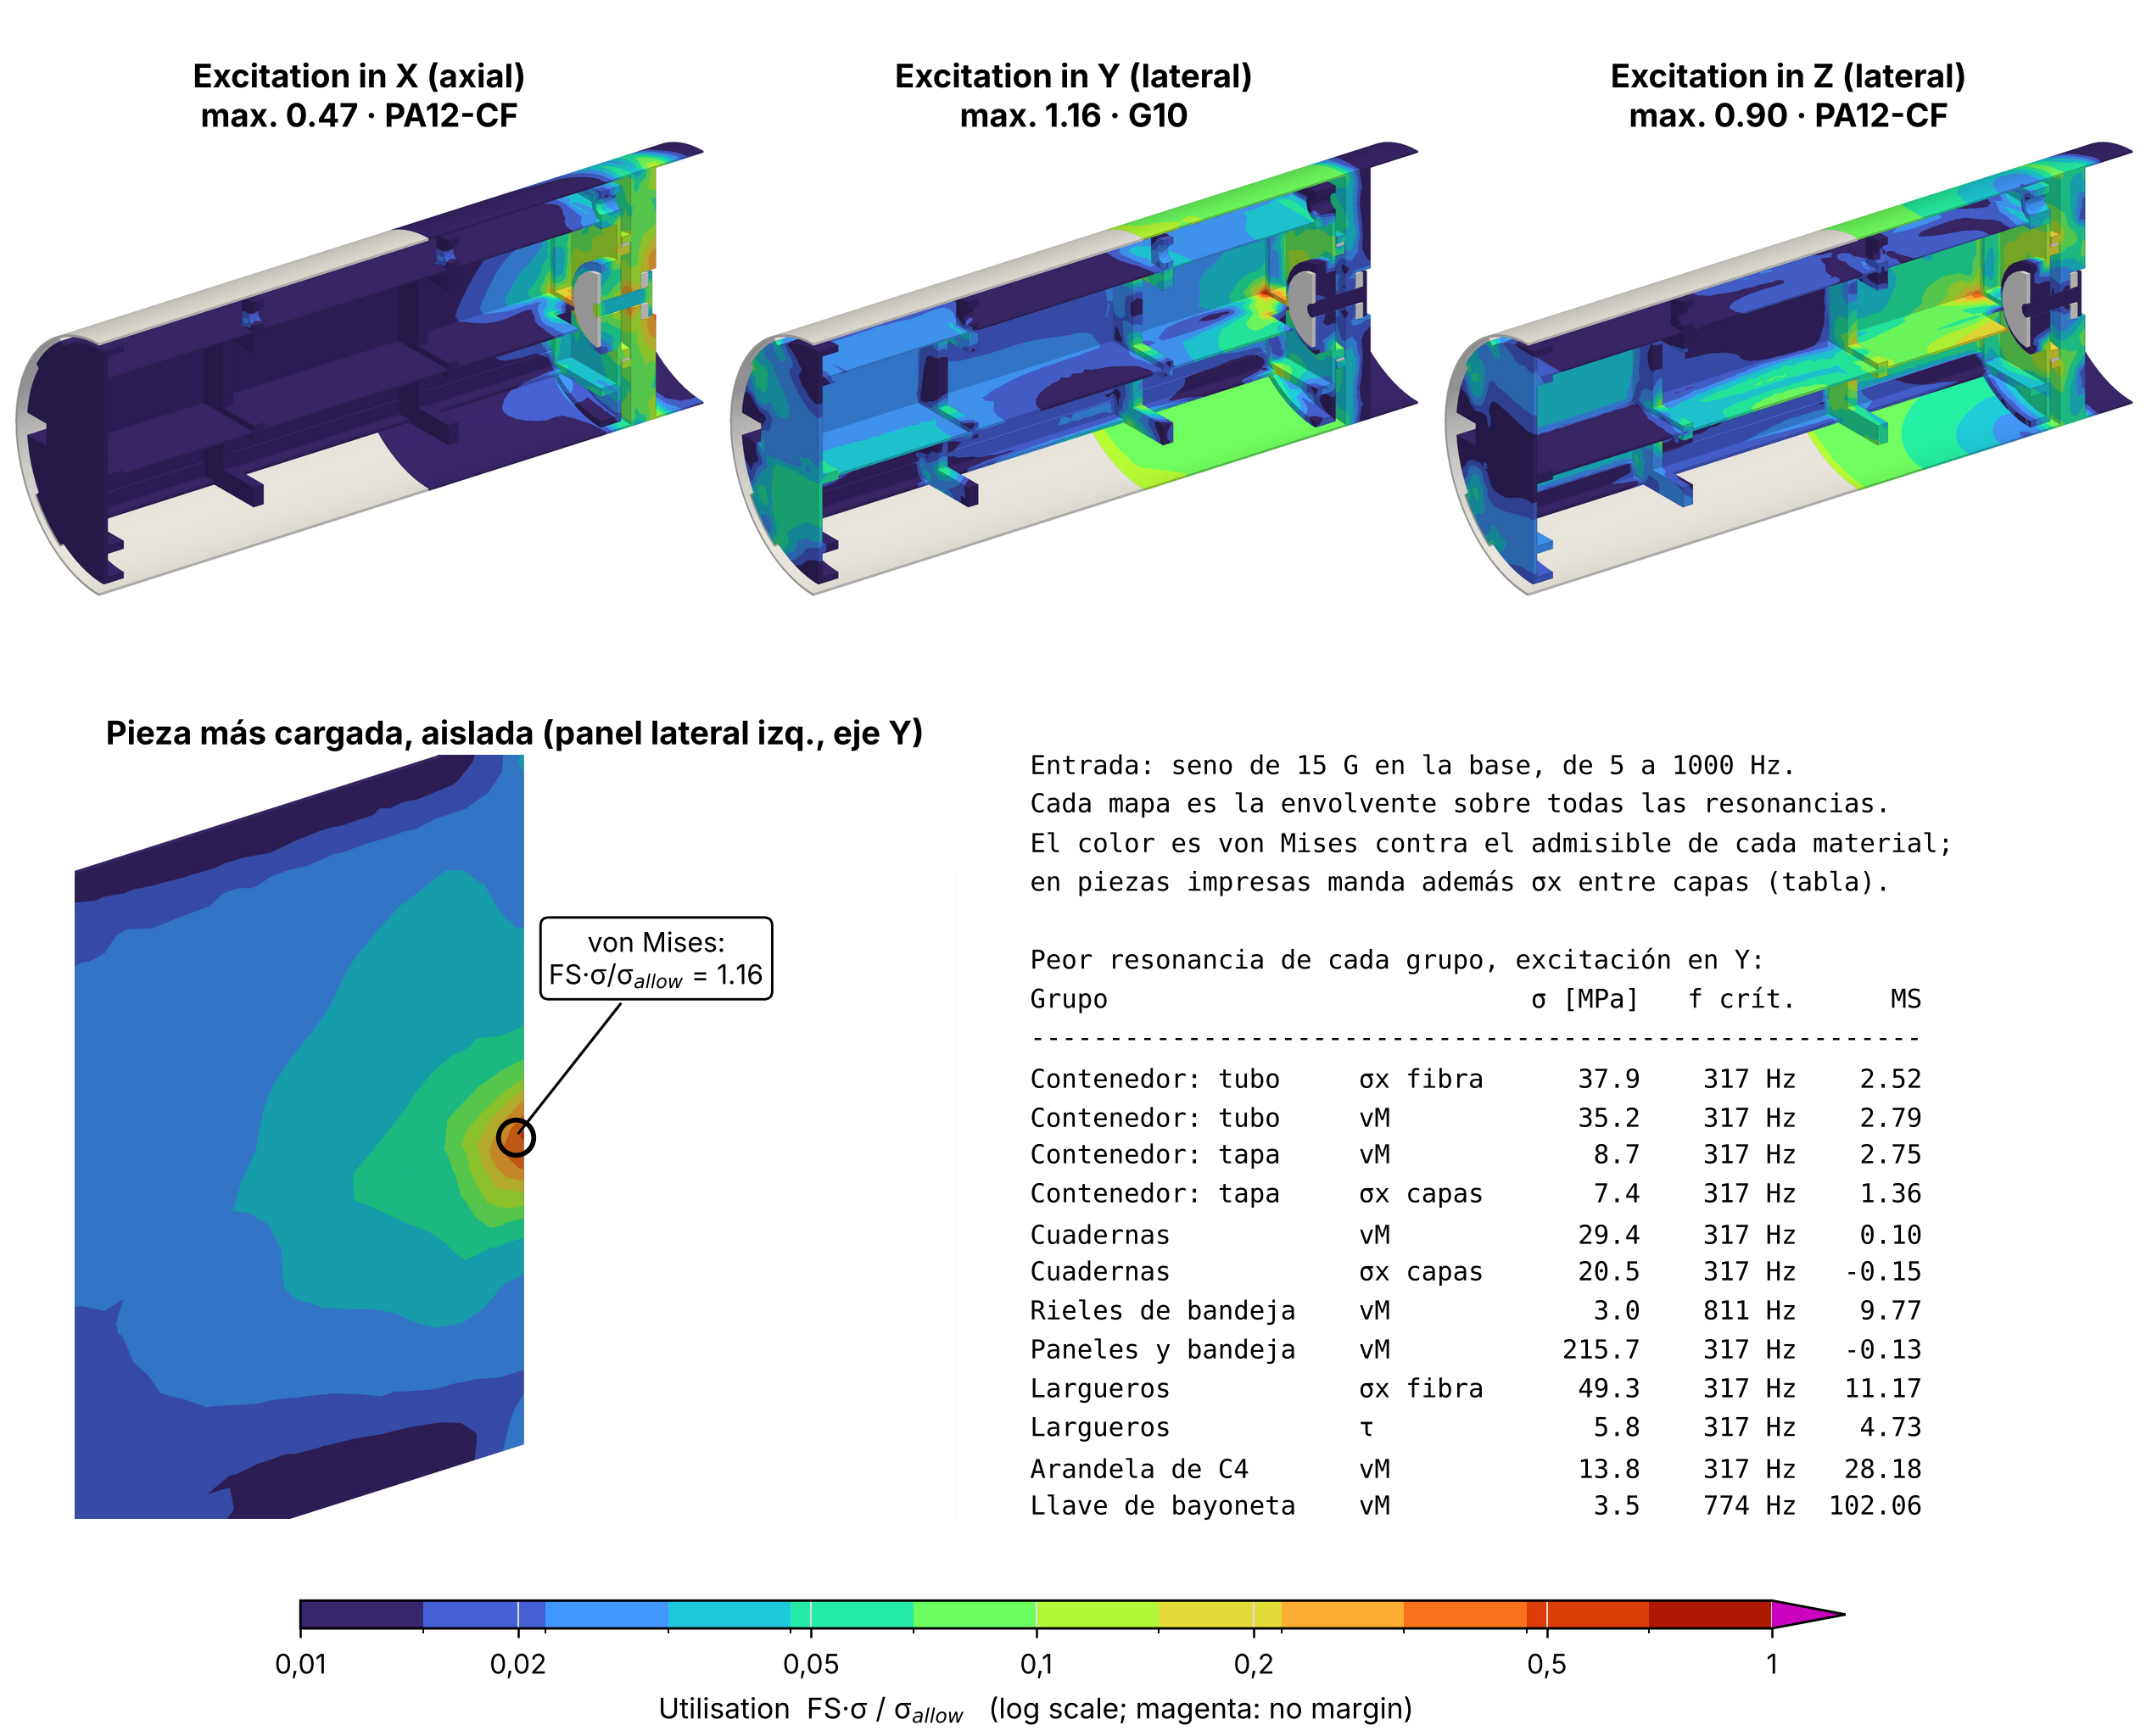 Excitation in X (axial)
max. 0.47 · PA12-CF
Excitation in Y (lateral)
max. 1.16 · G10
Excitation in Z (lateral)
max. 0.90 · PA12-CF
Pieza más cargada, aislada (panel lateral izq., eje Y)
von Mises:
FS·σ/σallow = 1.16
Entrada: seno de 15 G en la base, de 5 a 1000 Hz.
Cada mapa es la envolvente sobre todas las resonancias.
El color es von Mises contra el admisible de cada material;
en piezas impresas manda además σx entre capas (tabla).
Peor resonancia de cada grupo, excitación en Y:
Grupo σ [MPa] f crít. MS
---------------------------------------------------------
Contenedor: tubo σx fibra 37.9 317 Hz 2.52
Contenedor: tubo vM 35.2 317 Hz 2.79
Contenedor: tapa vM 8.7 317 Hz 2.75
Contenedor: tapa σx capas 7.4 317 Hz 1.36
Cuadernas vM 29.4 317 Hz 0.10
Cuadernas σx capas 20.5 317 Hz -0.15
Rieles de bandeja vM 3.0 811 Hz 9.77
Paneles y bandeja vM 215.7 317 Hz -0.13
Largueros σx fibra 49.3 317 Hz 11.17
Largueros τ 5.8 317 Hz 4.73
Arandela de C4 vM 13.8 317 Hz 28.18
Llave de bayoneta vM 3.5 774 Hz 102.06
0,01 0,02 0,05 0,1 0,2 0,5 1
Utilisation FS·σ / σallow (log scale; magenta: no margin)